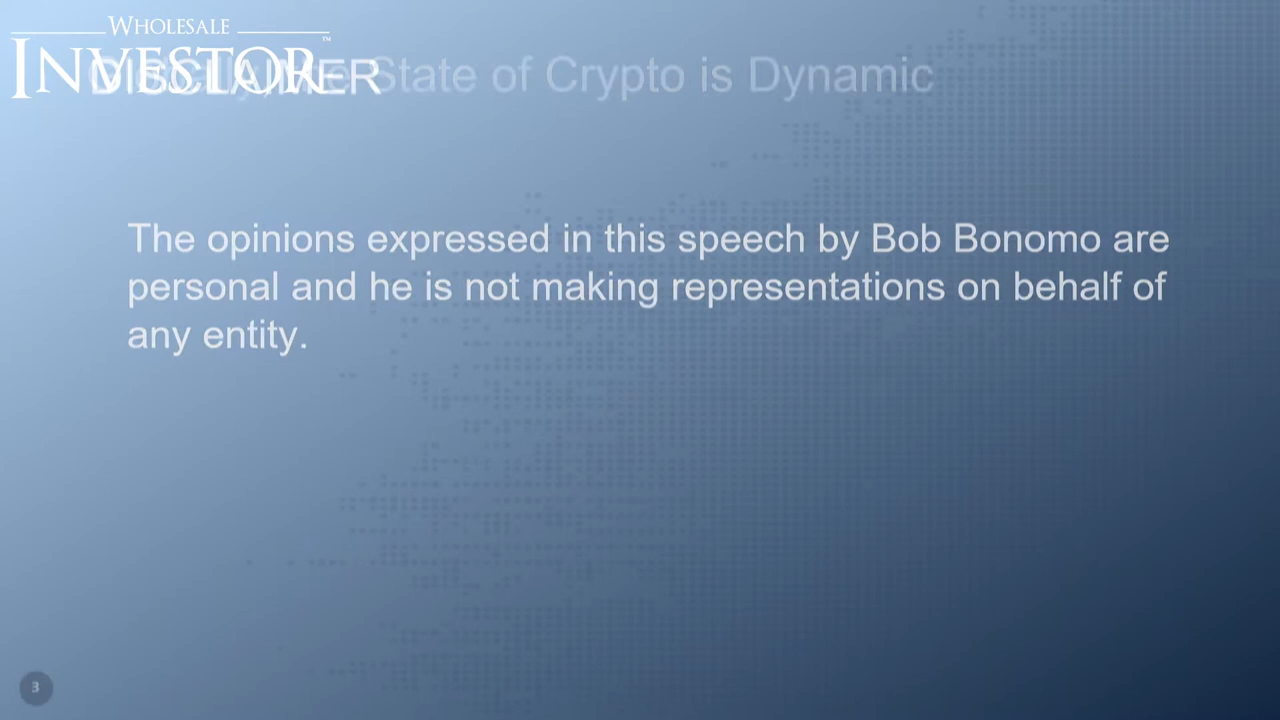 WHOLESALE
INVESTOR™
DISCLAIMER
State of Crypto is Dynamic
The opinions expressed in this speech by Bob Bonomo are
personal and he is not making representations on behalf of
any entity.
3